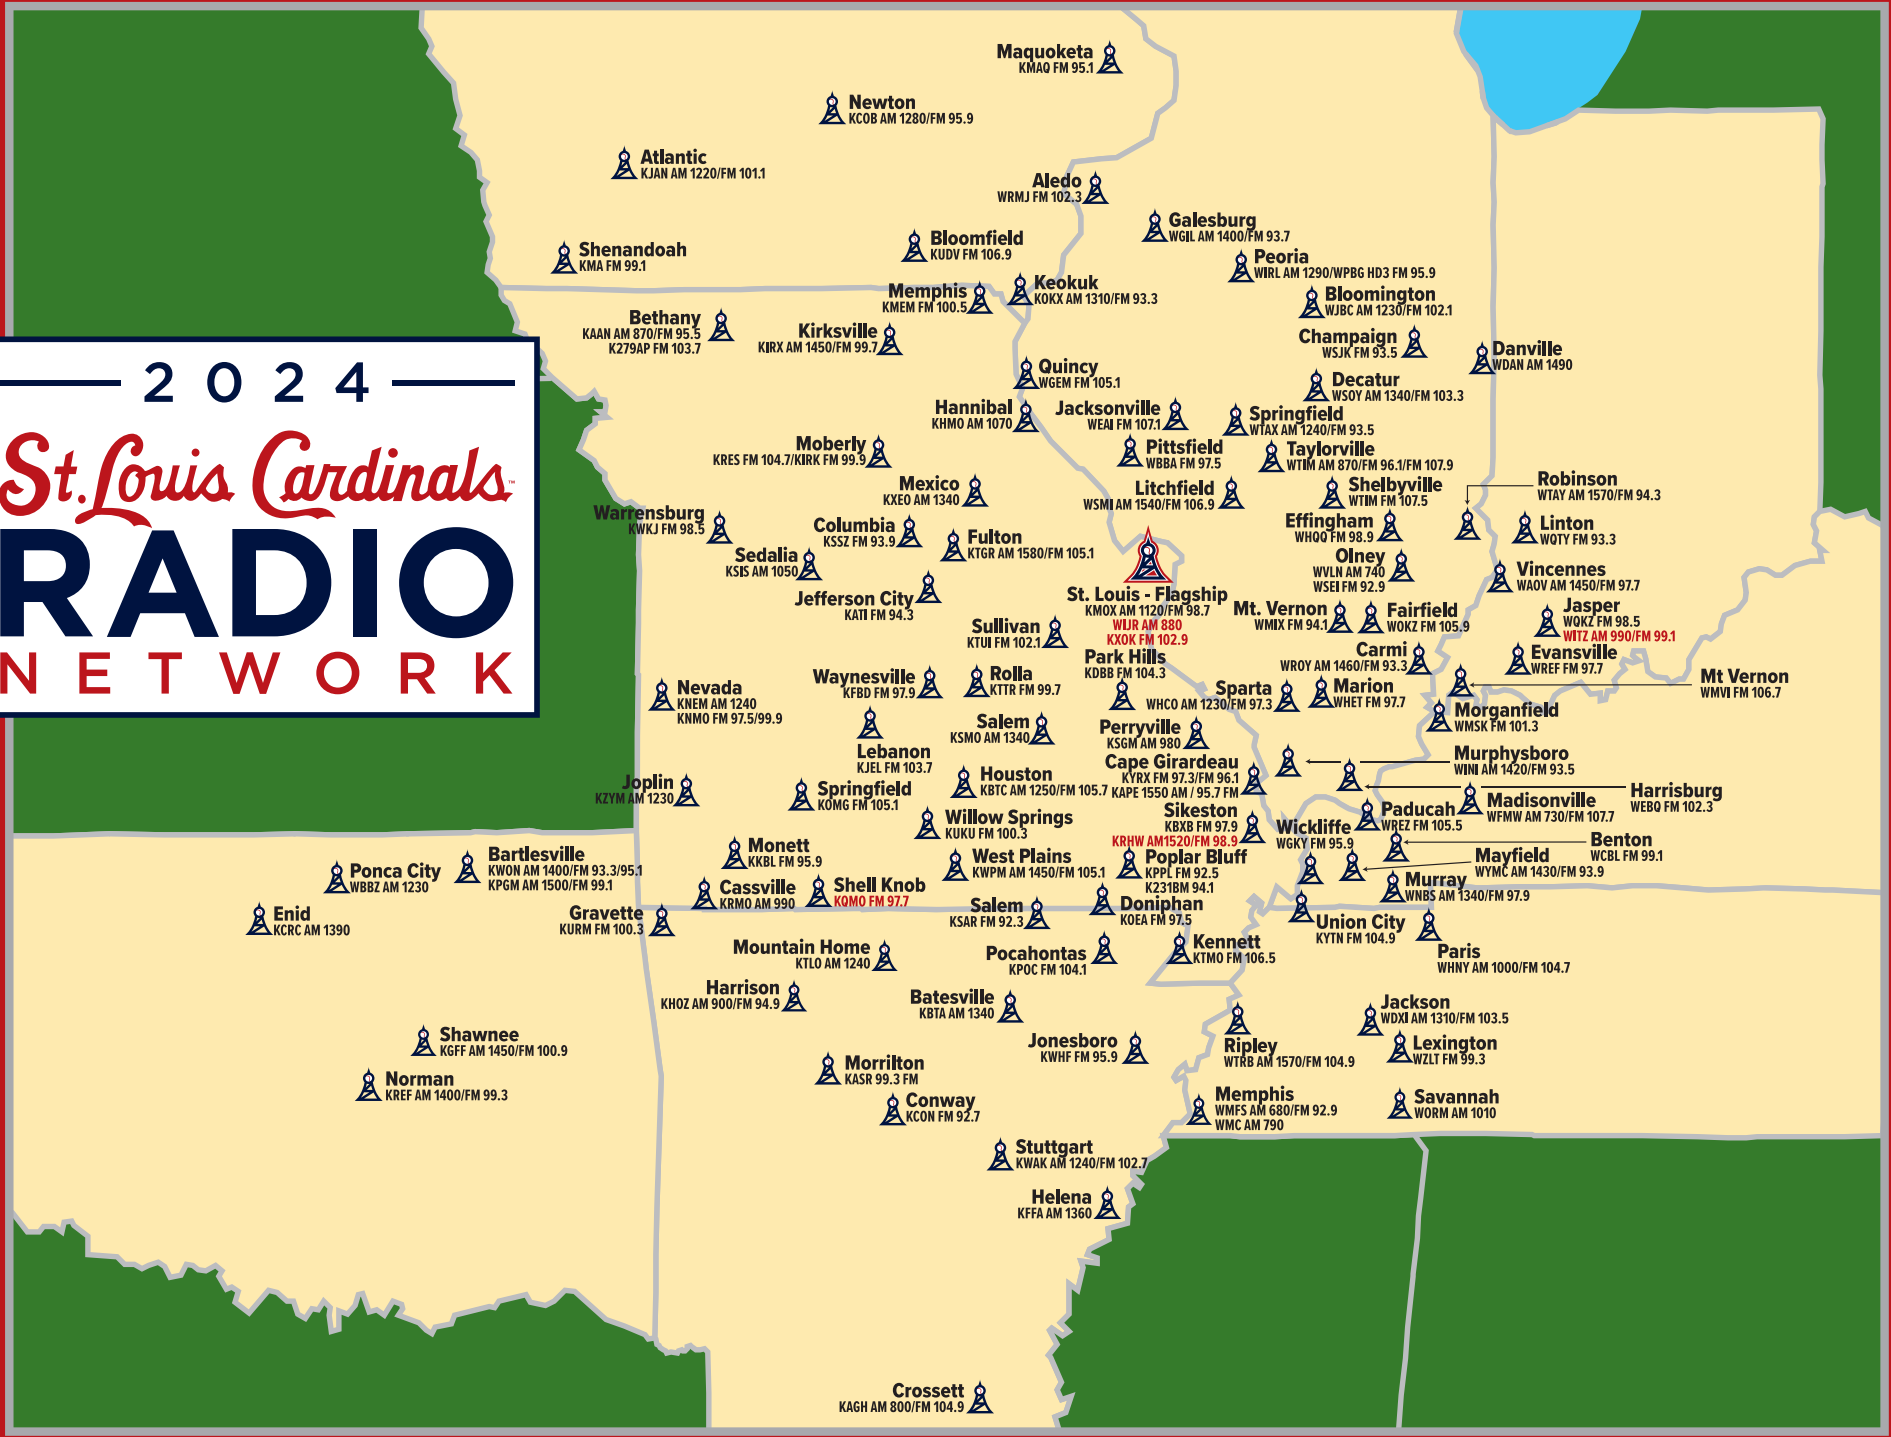 Maquoketa
KMAQ FM 95.1
Newton
KCOB AM 1280/FM 95.9
Atlantic
KJAN AM 1220/FM 101.1
Aledo
WRMJ FM 102.3
Galesburg
WGIL AM 1400/FM 93.7
Shenandoah
KMA FM 99.1
Bloomfield
KUDV FM 106.9
Peoria
WIRL AM 1290/WPBG HD3 FM 95.9
Memphis
KMEM FM 100.5
Keokuk
KOKX AM 1310/FM 93.3
Bloomington
WJBC AM 1230/FM 102.1
Bethany
KAAN AM 870/FM 95.5
K279AP FM 103.7
Kirksville
KIRX AM 1450/FM 99.7
Champaign
WSJK FM 93.5
Danville
WDAN AM 1490
2024
St. Louis Cardinals™
RADIO
NETWORK
Quincy
WGEM FM 105.1
Decatur
WSOY AM 1340/FM 103.3
Hannibal
KHMO AM 1070
Jacksonville
WEAI FM 107.1
Springfield
WTAX AM 1240/FM 93.5
Moberly
KRES FM 104.7/KIRK FM 99.9
Pittsfield
WBBA FM 97.5
Taylorville
WTIM AM 870/FM 96.1/FM 107.9
Mexico
KXEO AM 1340
Litchfield
WSMI AM 1540/FM 106.9
Shelbyville
WTIM FM 107.5
Robinson
WTAY AM 1570/FM 94.3
Warrensburg
KWKJ FM 98.5
Columbia
KSSZ FM 93.9
Fulton
KTGR AM 1580/FM 105.1
Effingham
WHQQ FM 98.9
Linton
WQTY FM 93.3
Sedalia
KSIS AM 1050
Olney
WVLN AM 740
WSEI FM 92.9
Vincennes
WAOV AM 1450/FM 97.7
Jefferson City
KATI FM 94.3
St. Louis - Flagship
KMOX AM 1120/FM 98.7
WIJR AM 880
KXOK FM 102.9
Mt. Vernon
WMIX FM 94.1
Fairfield
WOKZ FM 105.9
Jasper
WQKZ FM 98.5
WITZ AM 990/FM 99.1
Sullivan
KTUI FM 102.1
Park Hills
KDBB FM 104.3
Carmi
WROY AM 1460/FM 93.3
Evansville
WREF FM 97.7
Nevada
KNEM AM 1240
KNMO FM 97.5/99.9
Waynesville
KFBD FM 97.9
Rolla
KTTR FM 99.7
Sparta
WHCO AM 1230/FM 97.3
Marion
WHET FM 97.7
Mt Vernon
WMVI FM 106.7
Lebanon
KJEL FM 103.7
Salem
KSMO AM 1340
Perryville
KSGM AM 980
Morganfield
WMSK FM 101.3
Joplin
KZYM AM 1230
Springfield
KOMG FM 105.1
Houston
KBTC AM 1250/FM 105.7
Cape Girardeau
KYRX FM 97.3/FM 96.1
KAPE 1550 AM / 95.7 FM
Murphysboro
WINI AM 1420/FM 93.5
Harrisburg
WEBQ FM 102.3
Willow Springs
KUKU FM 100.3
Sikeston
KBXB FM 97.9
KRHW AM1520/FM 98.9
Wickliffe
WGKY FM 95.9
Paducah
WREZ FM 105.5
Madisonville
WFMW AM 730/FM 107.7
Benton
WCBL FM 99.1
Monett
KKBL FM 95.9
West Plains
KWPM AM 1450/FM 105.1
Poplar Bluff
KPPL FM 92.5
K231BM 94.1
Mayfield
WYMC AM 1430/FM 93.9
Ponca City
WBBZ AM 1230
Bartlesville
KWON AM 1400/FM 93.3/95.1
KPGM AM 1500/FM 99.1
Cassville
KRMO AM 990
Shell Knob
KQMO FM 97.7
Murray
WNBS AM 1340/FM 97.9
Enid
KCRC AM 1390
Gravette
KURM FM 100.3
Salem
KSAR FM 92.3
Doniphan
KOEA FM 97.5
Union City
KYTN FM 104.9
Mountain Home
KTLO AM 1240
Pocahontas
KPOC FM 104.1
Kennett
KTMO FM 106.5
Paris
WHNY AM 1000/FM 104.7
Harrison
KHOZ AM 900/FM 94.9
Batesville
KBTA AM 1340
Jackson
WDXI AM 1310/FM 103.5
Shawnee
KGFF AM 1450/FM 100.9
Jonesboro
KWHF FM 95.9
Ripley
WTRB AM 1570/FM 104.9
Lexington
WZLT FM 99.3
Norman
KREF AM 1400/FM 99.3
Morrilton
KASR 99.3 FM
Conway
KCON FM 92.7
Memphis
WMFS AM 680/FM 92.9
WMC AM 790
Savannah
WORM AM 1010
Stuttgart
KWAK AM 1240/FM 102.7
Helena
KFFA AM 1360
Crossett
KAGH AM 800/FM 104.9